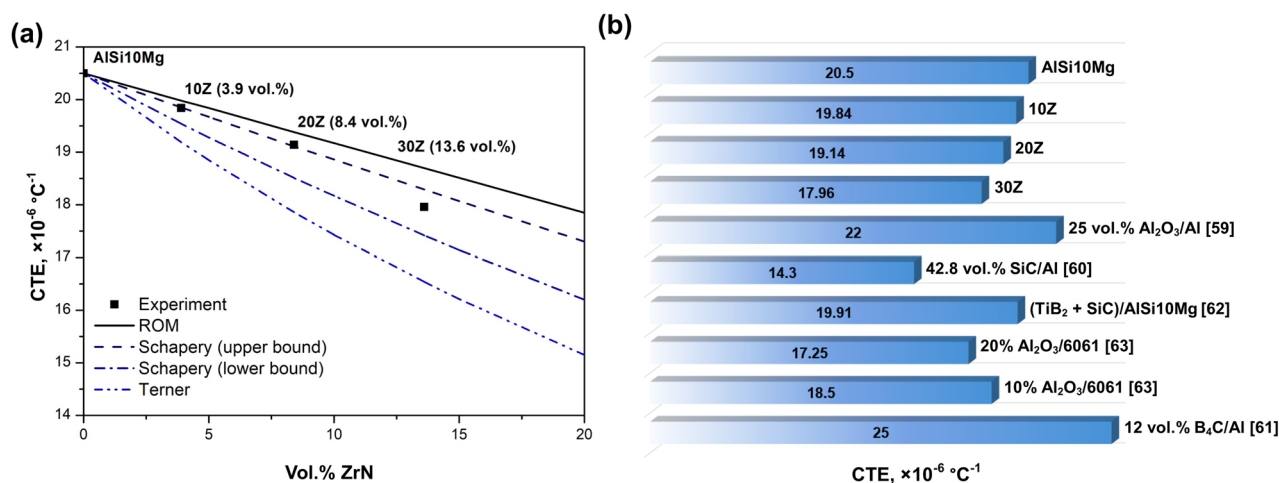 (a)
21
20
19
18
17
16
15
14
CTE, ×10⁻⁶ °C⁻¹
AlSi10Mg
10Z (3.9 vol.%)
20Z (8.4 vol.%)
30Z (13.6 vol.%)
Experiment
ROM
Schapery (upper bound)
Schapery (lower bound)
Terner
0 5 10 15 20
Vol.% ZrN
(b)
20.5 AlSi10Mg
19.84 10Z
19.14 20Z
17.96 30Z
22 25 vol.% Al₂O₃/Al [59]
14.3 42.8 vol.% SiC/Al [60]
19.91 (TiB₂ + SiC)/AlSi10Mg [62]
17.25 20% Al₂O₃/6061 [63]
18.5 10% Al₂O₃/6061 [63]
25 12 vol.% B₄C/Al [61]
CTE, ×10⁻⁶ °C⁻¹